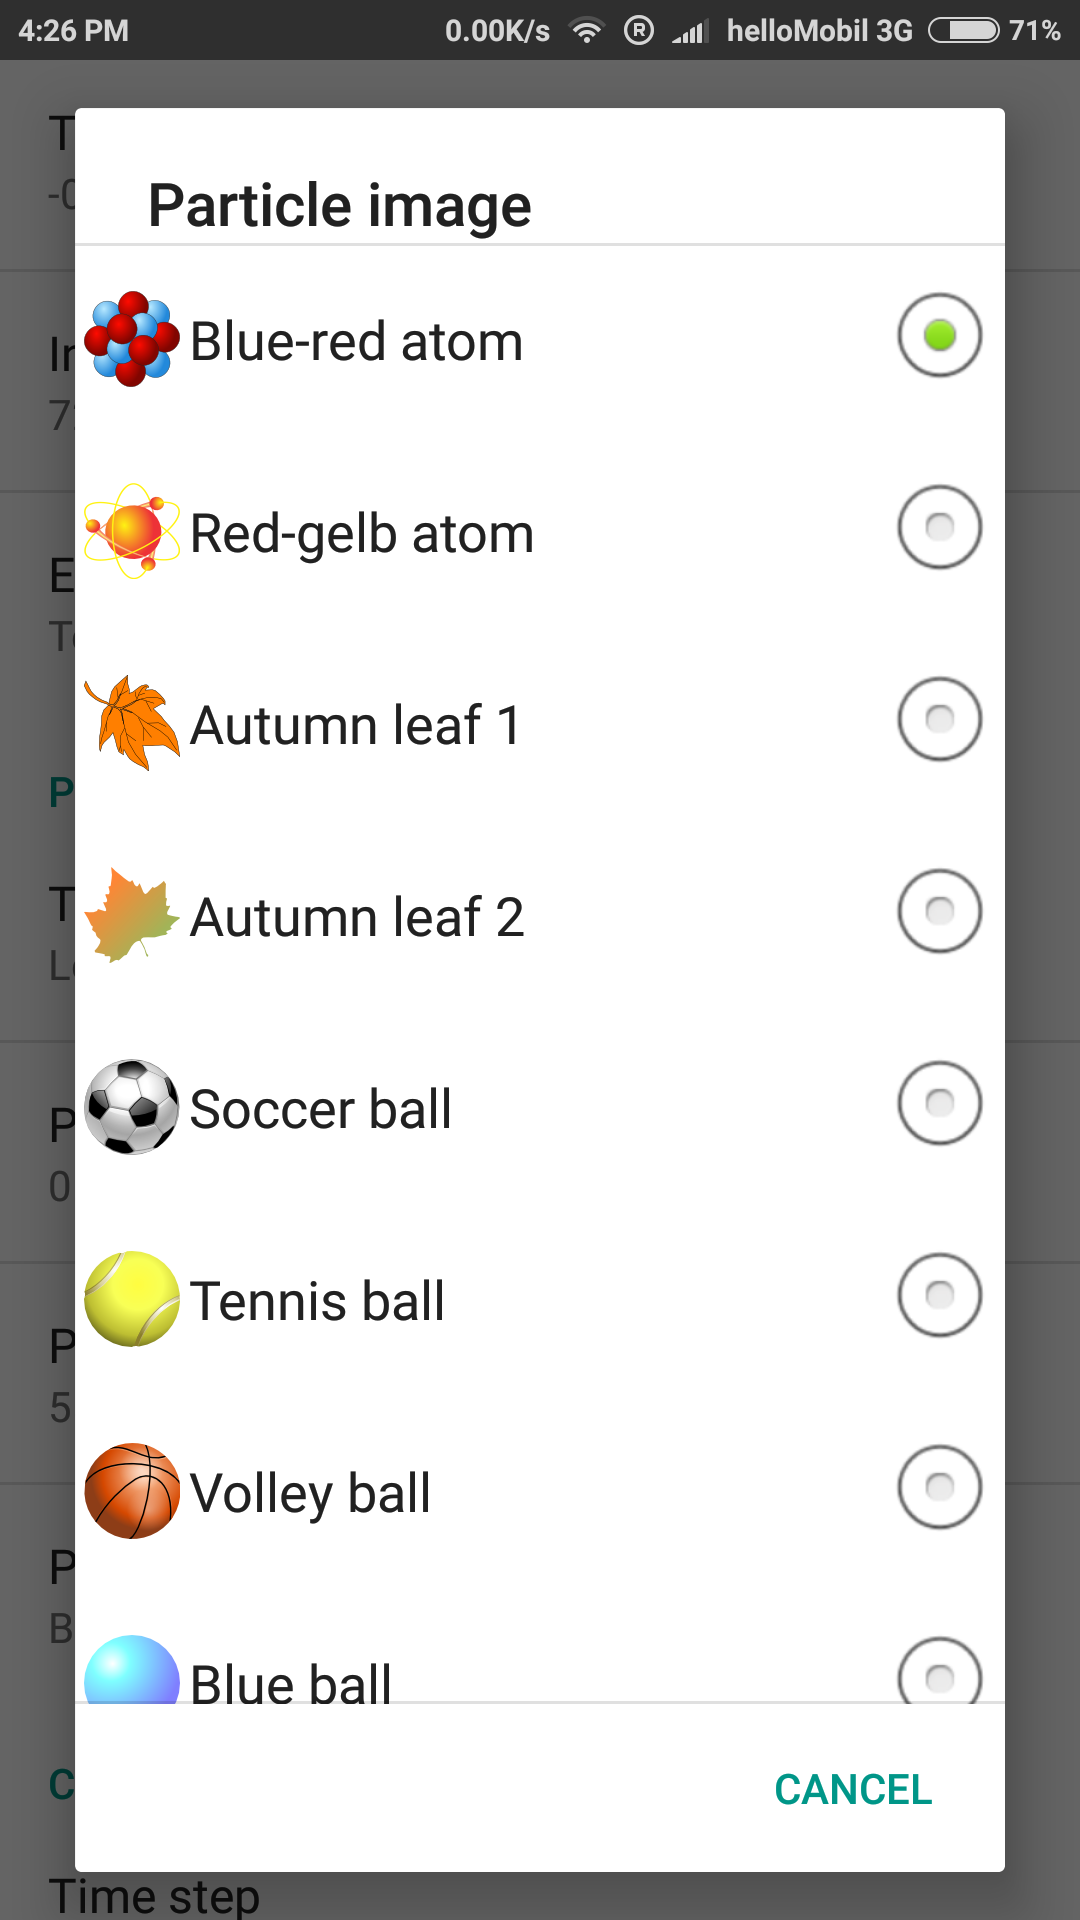 4:26 PM 0.00K/s R helloMobil 3G 71%
Particle image
Blue-red atom
Red-gelb atom
Autumn leaf 1
Autumn leaf 2
Soccer ball
Tennis ball
Volley ball
Blue ball
CANCEL
Time step